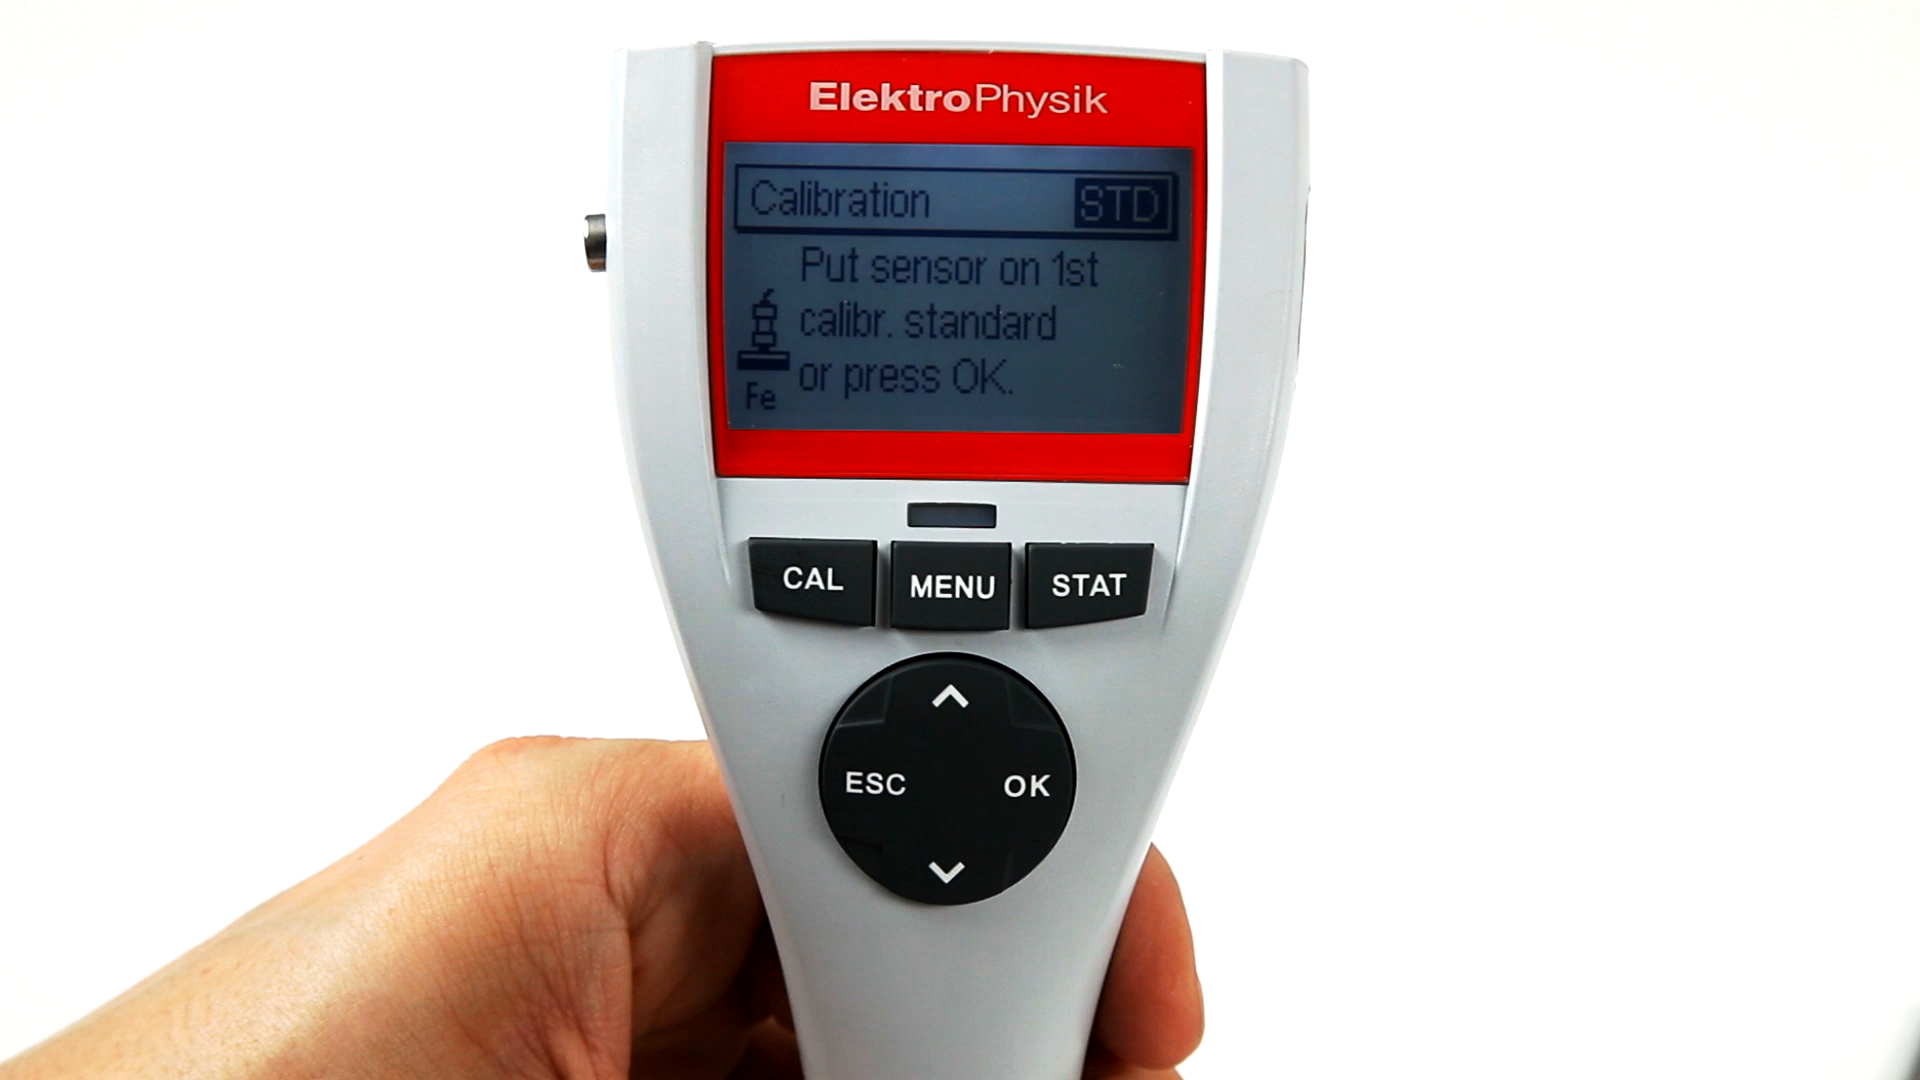 ElektroPhysik
Calibration STD
Put sensor on 1st
calibr. standard
or press OK.
Fe
CAL MENU STAT
ESC OK